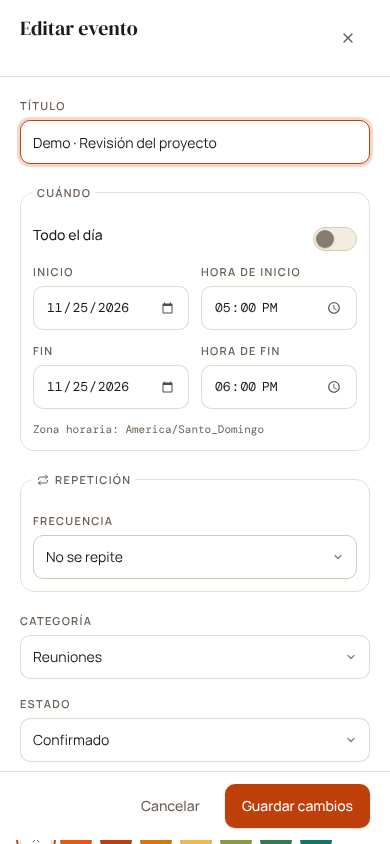 Editar evento
TÍTULO
Demo · Revisión del proyecto
CUÁNDO
Todo el día
INICIO
HORA DE INICIO
11/25/2026
05:00 PM
FIN
HORA DE FIN
11/25/2026
06:00 PM
Zona horaria: America/Santo_Domingo
REPETICIÓN
FRECUENCIA
No se repite
CATEGORÍA
Reuniones
ESTADO
Confirmado
Cancelar
Guardar cambios